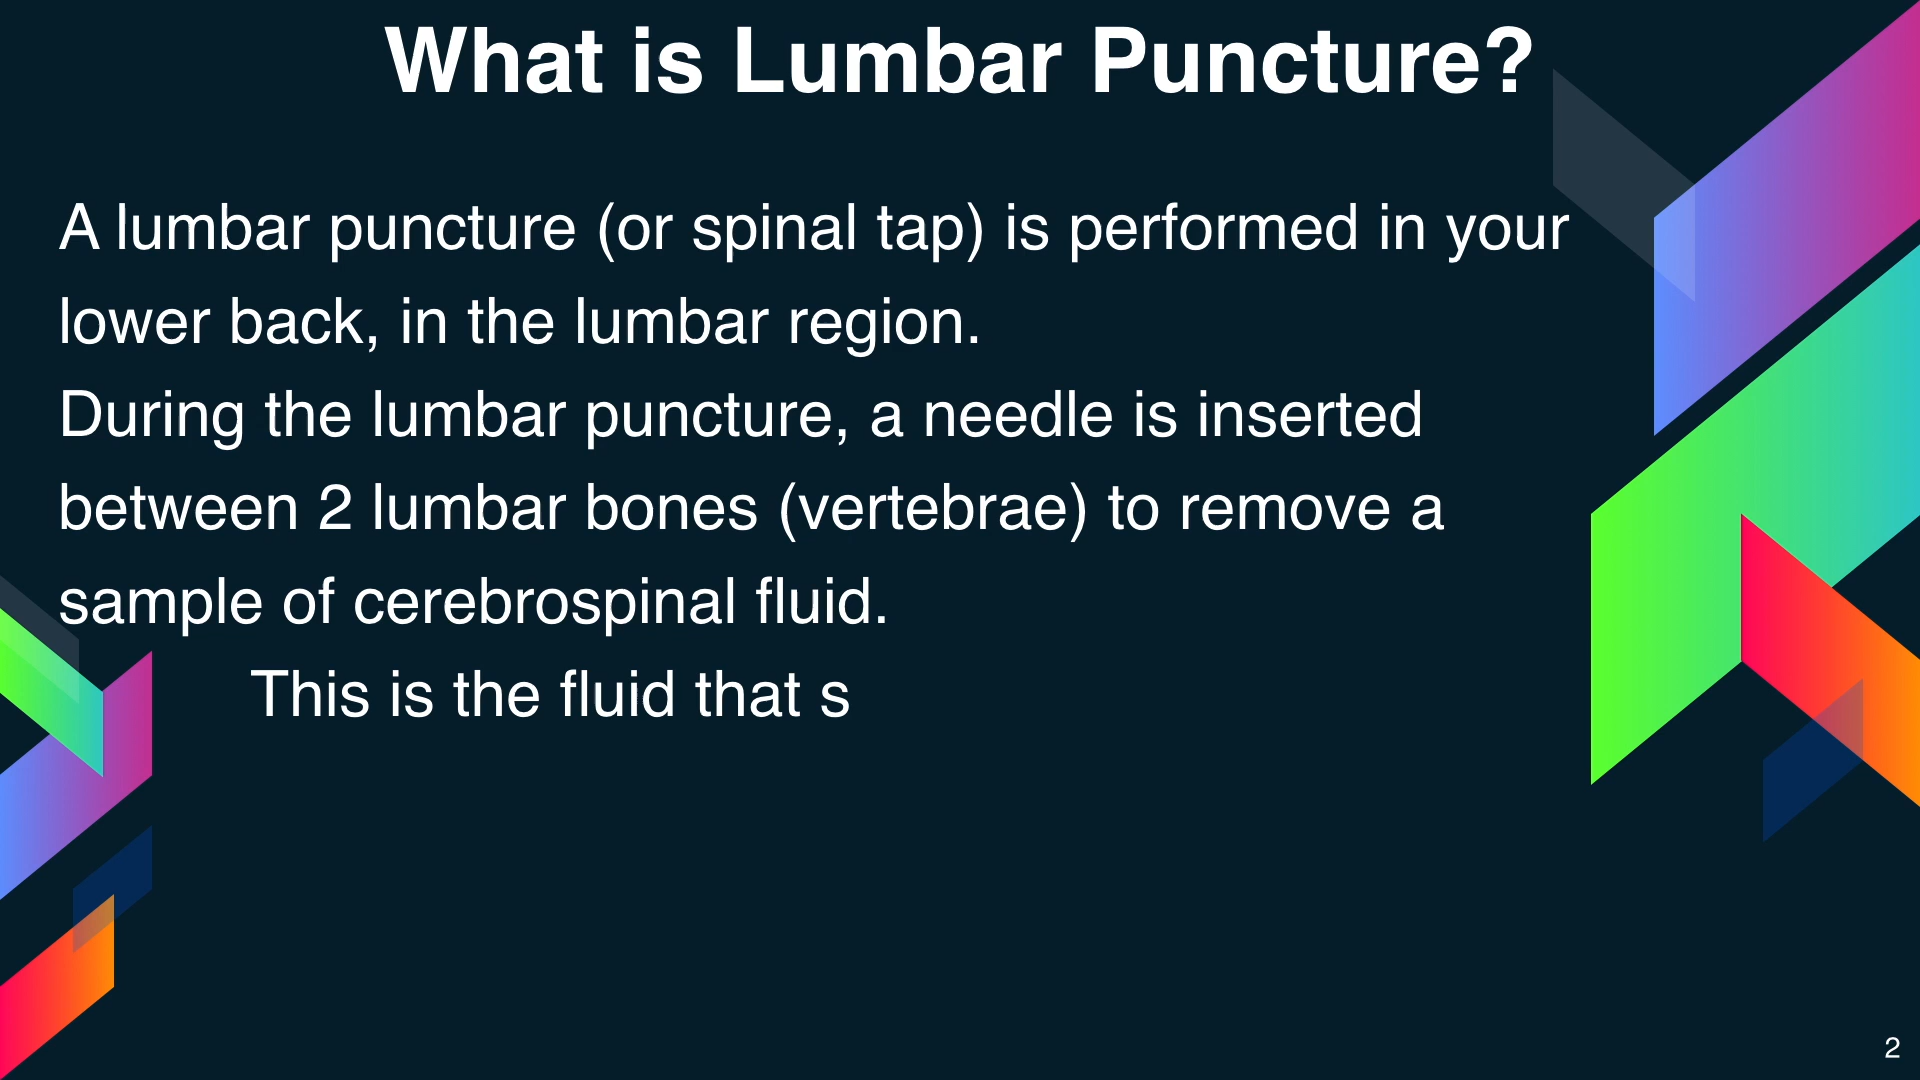 What is Lumbar Puncture?
A lumbar puncture (or spinal tap) is performed in your
lower back, in the lumbar region.
During the lumbar puncture, a needle is inserted
between 2 lumbar bones (vertebrae) to remove a
sample of cerebrospinal fluid.
This is the fluid that s
2